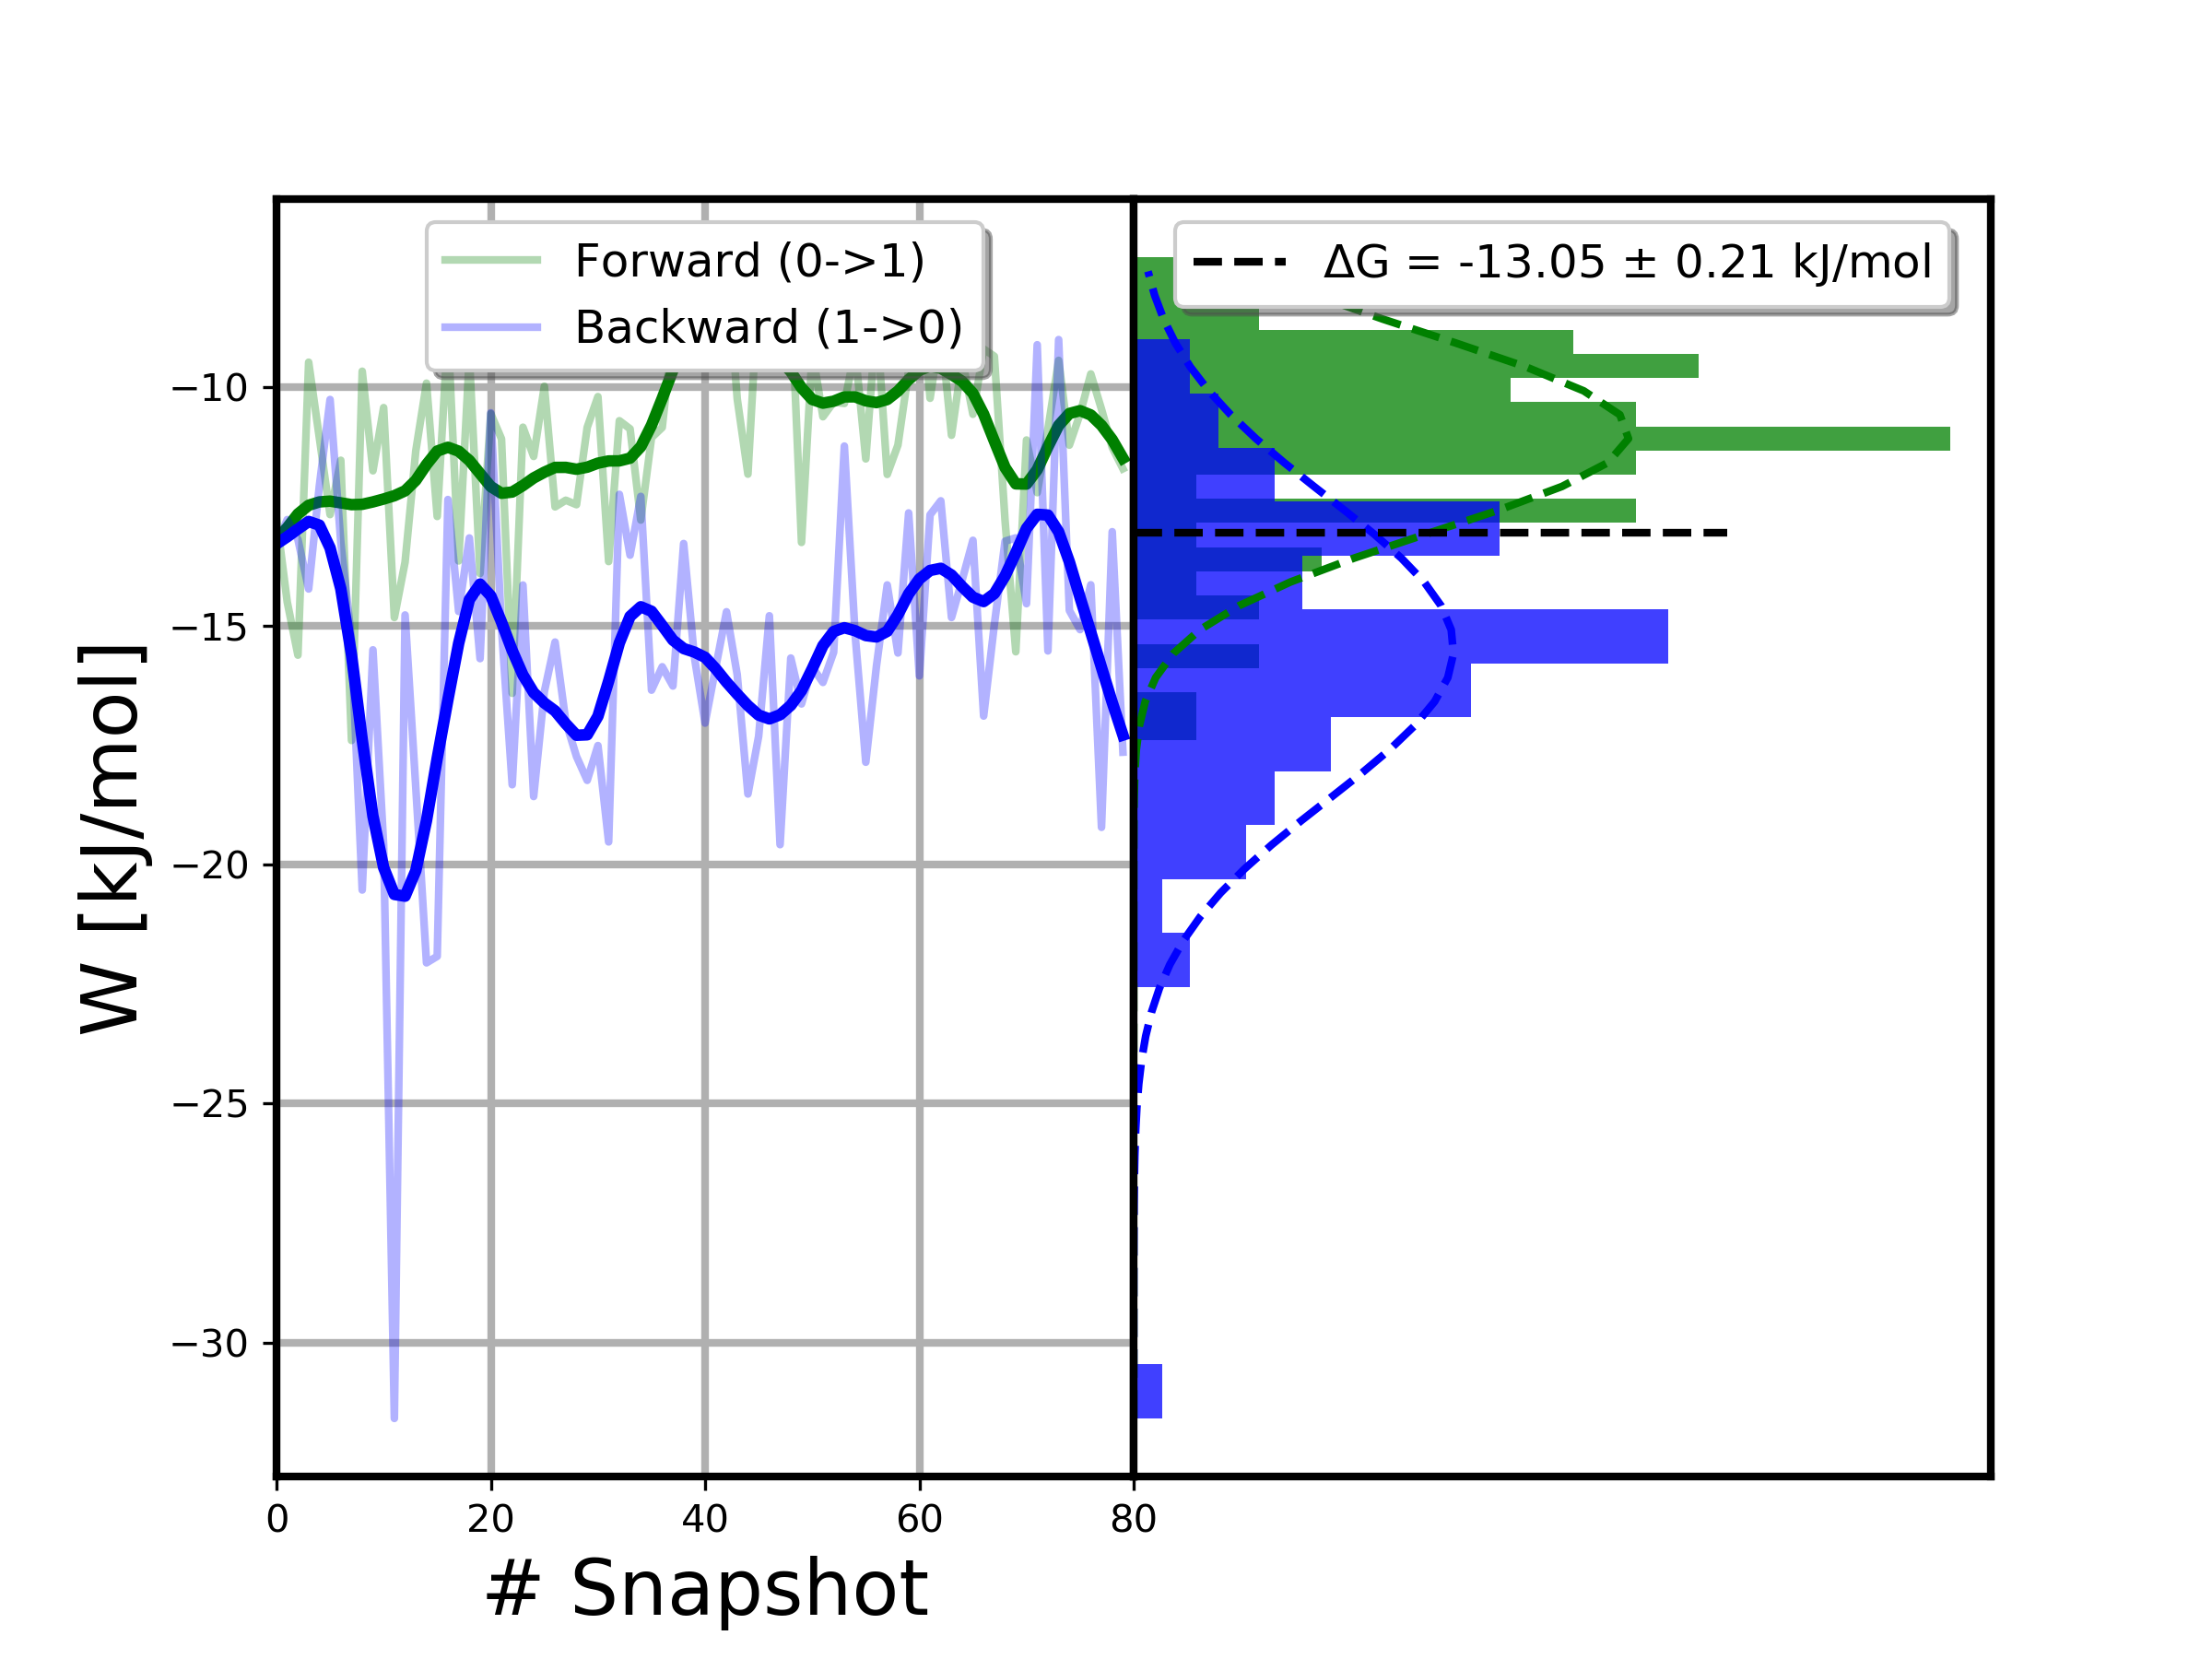 Forward (0->1)
Backward (1->0)
ΔG = -13.05 ± 0.21 kJ/mol
W [kJ/mol]
−10
−15
−20
−25
−30
0 20 40 60 80
# Snapshot